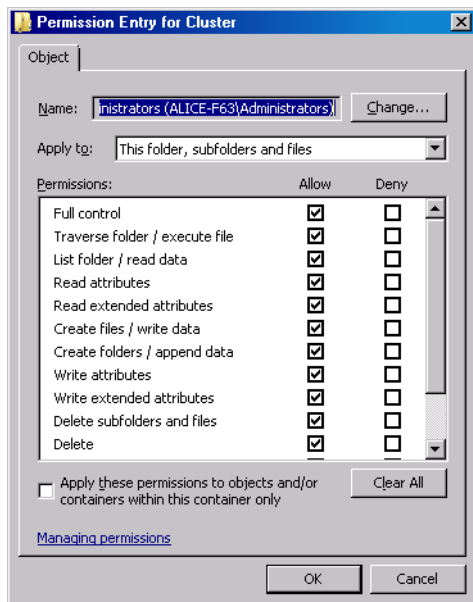 Permission Entry for Cluster
Object
Name: inistrators (ALICE-F63\Administrators) Change...
Apply to: This folder, subfolders and files
Permissions: Allow Deny
Full control
Traverse folder / execute file
List folder / read data
Read attributes
Read extended attributes
Create files / write data
Create folders / append data
Write attributes
Write extended attributes
Delete subfolders and files
Delete
Apply these permissions to objects and/or Clear All
containers within this container only
Managing permissions
OK Cancel